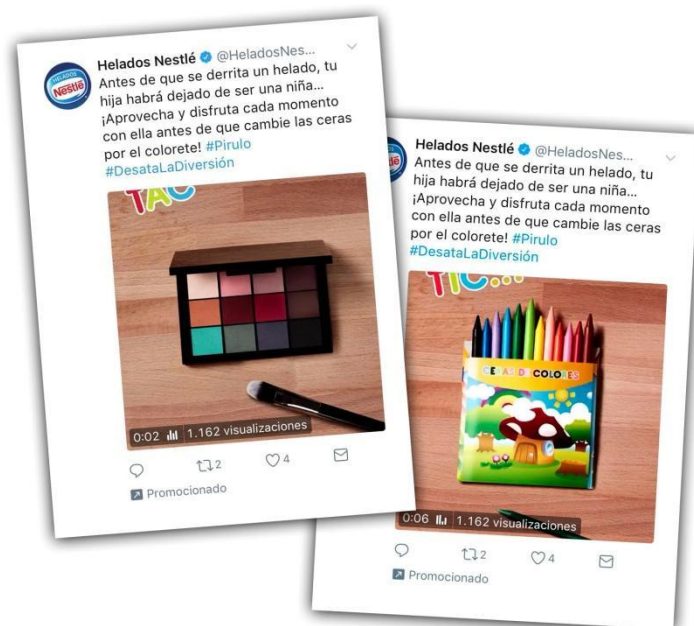 Helados Nestlé @HeladosNes...
Antes de que se derrita un helado, tu
hija habrá dejado de ser una niña...
¡Aprovecha y disfruta cada momento
con ella antes de que cambie las ceras
por el colorete! #Pirulo
#DesataLaDiversión
TAC
0:02 1.162 visualizaciones
2 4
Promocionado
HELADOS
Nestlé
Helados Nestlé @HeladosNes...
Antes de que se derrita un helado, tu
hija habrá dejado de ser una niña...
¡Aprovecha y disfruta cada momento
con ella antes de que cambie las ceras
por el colorete! #Pirulo
#DesataLaDiversión
TIC...
CERAS DE COLORES
0:06 1.162 visualizaciones
2 4
Promocionado